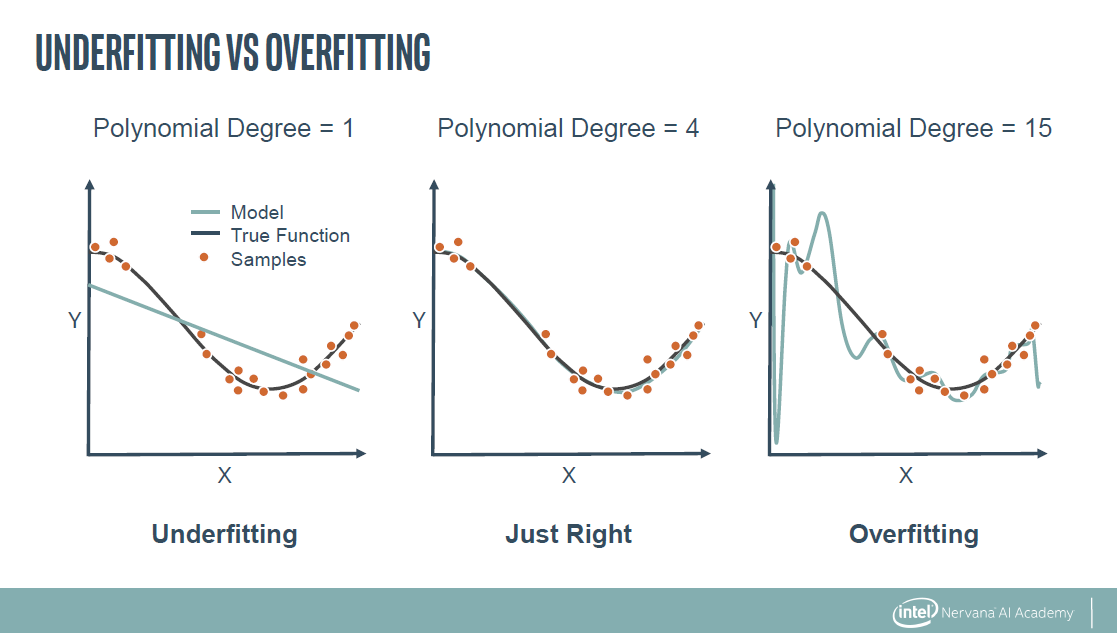 UNDERFITTING VS OVERFITTING
Polynomial Degree = 1
Polynomial Degree = 4
Polynomial Degree = 15
Model
True Function
Samples
Y
X
Y
X
Y
X
Underfitting
Just Right
Overfitting
intel Nervana AI Academy